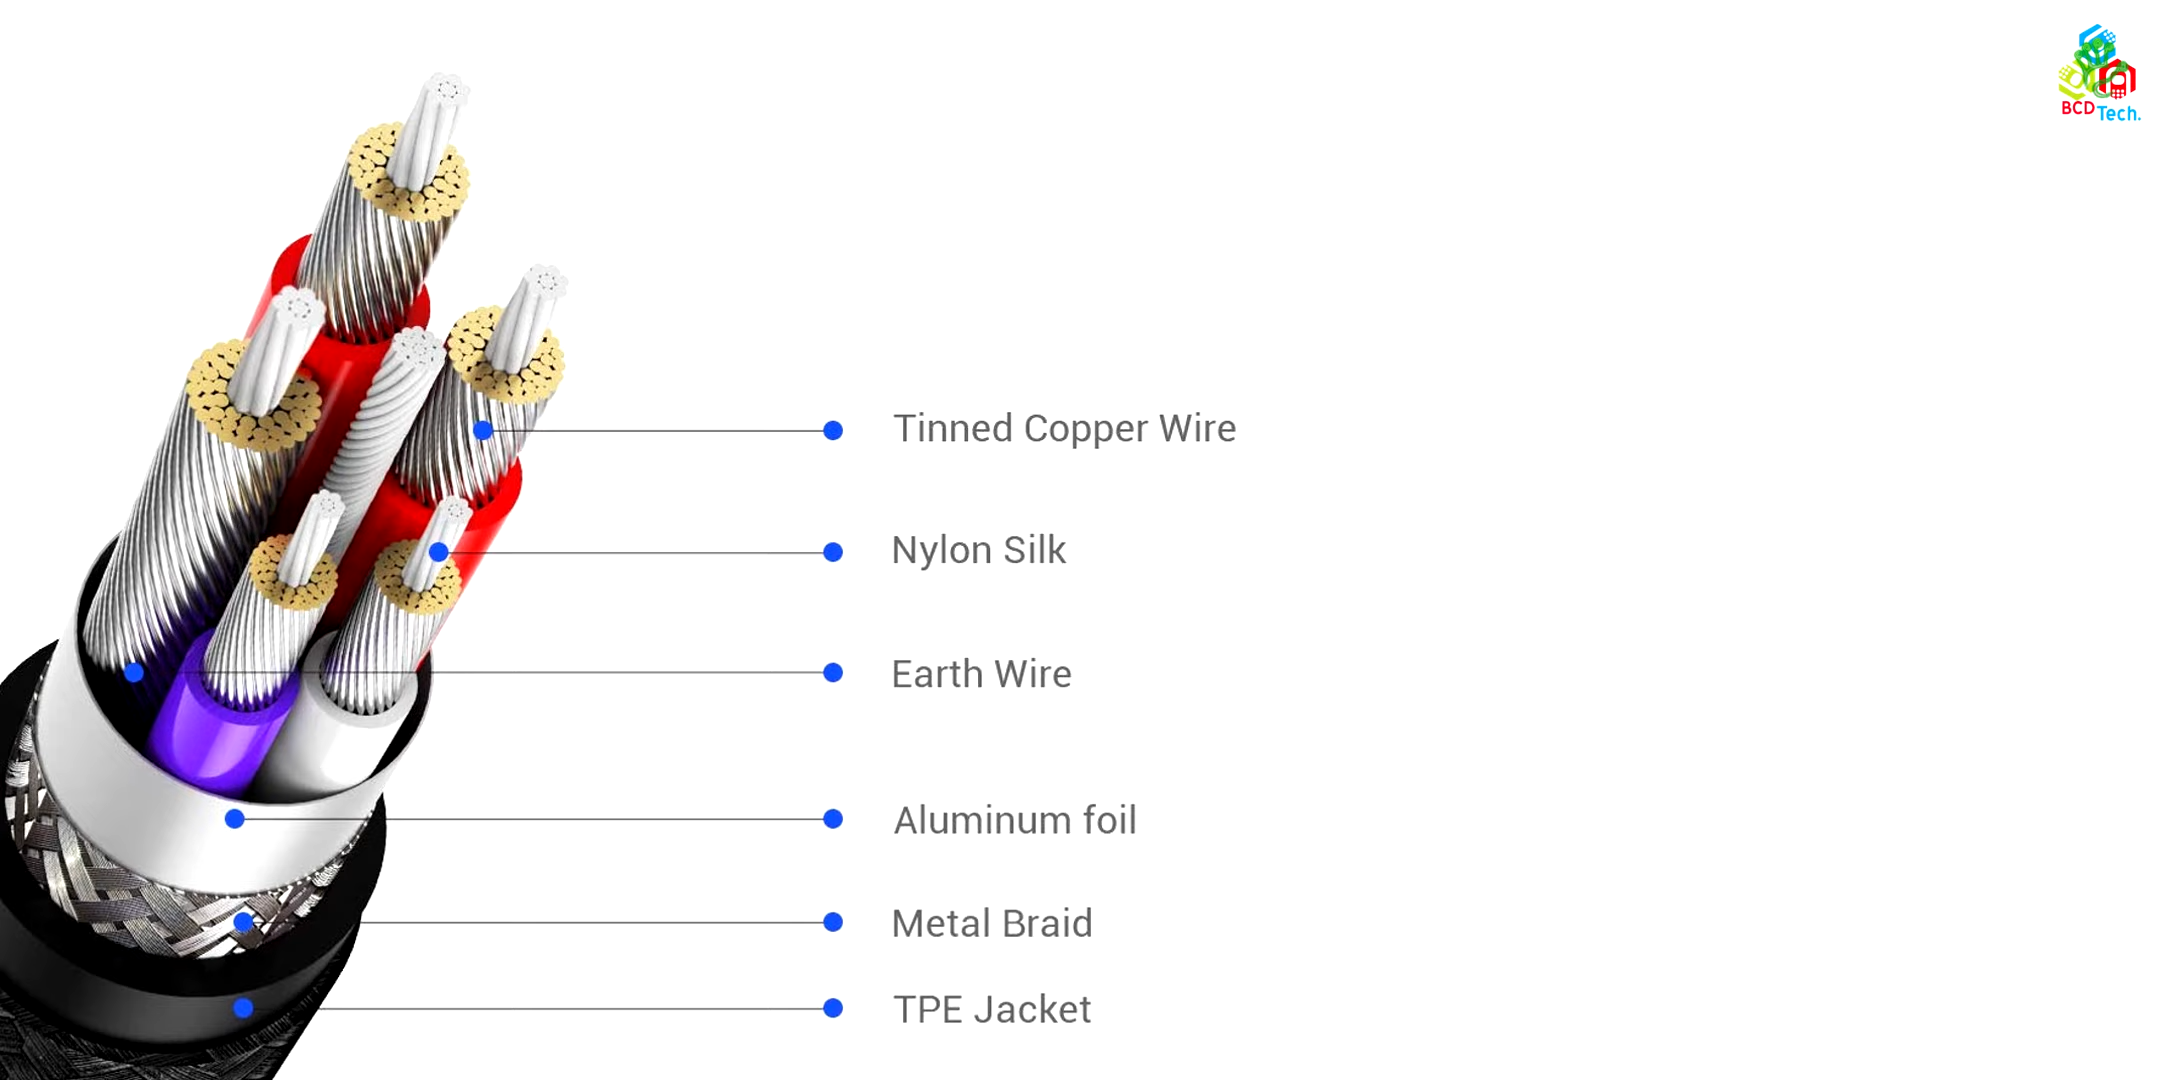 BCD Tech.
Tinned Copper Wire
Nylon Silk
Earth Wire
Aluminum foil
Metal Braid
TPE Jacket